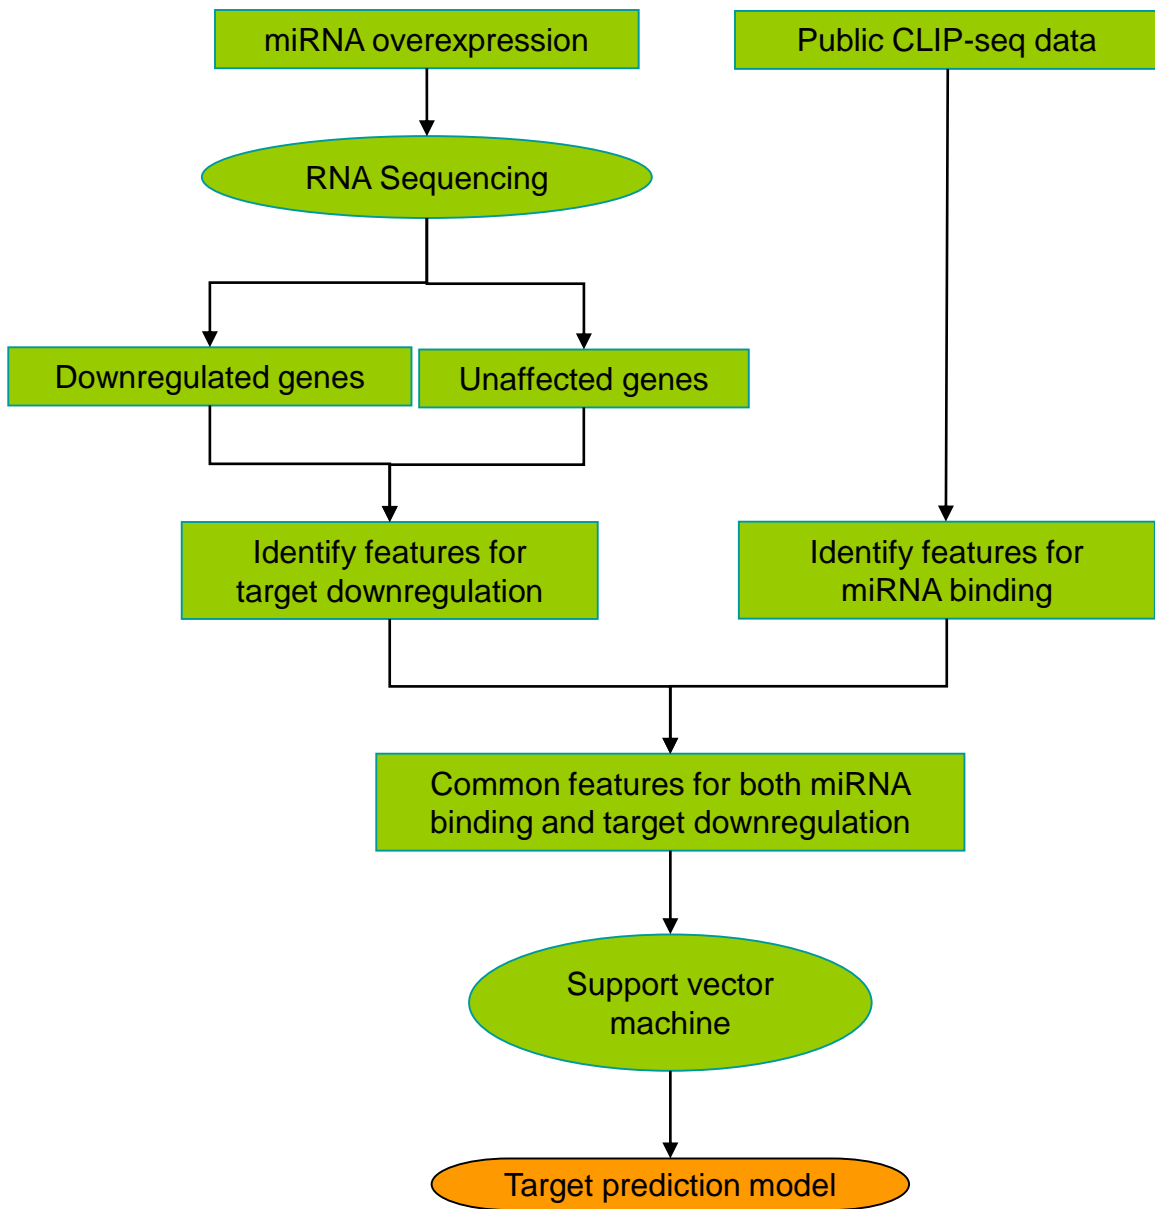 miRNA overexpression
Public CLIP-seq data
RNA Sequencing
Downregulated genes
Unaffected genes
Identify features for
target downregulation
Identify features for
miRNA binding
Common features for both miRNA
binding and target downregulation
Support vector
machine
Target prediction model